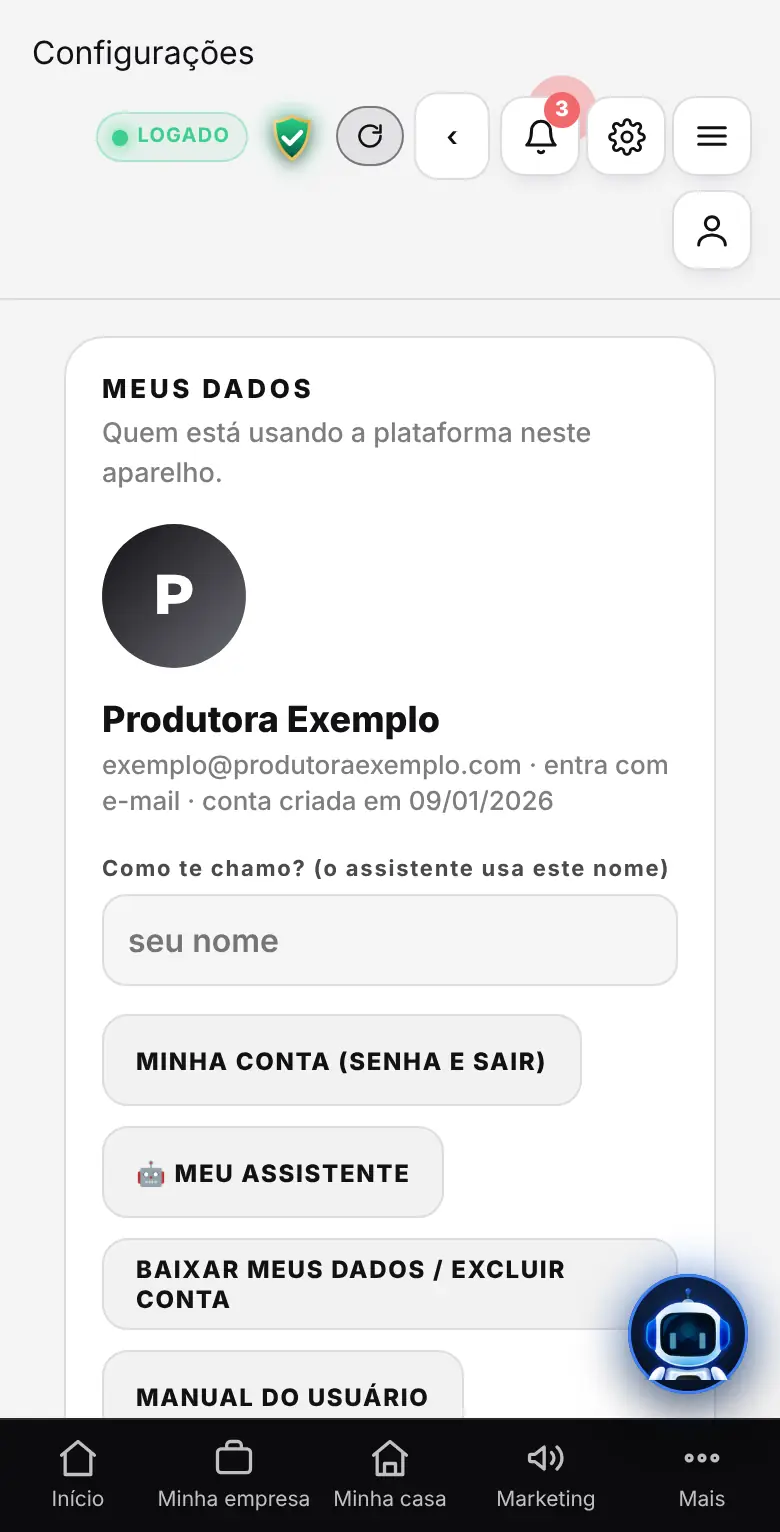 Configurações
LOGADO
3
MEUS DADOS
Quem está usando a plataforma neste
aparelho.
P
Produtora Exemplo
exemplo@produtoraexemplo.com · entra com
e-mail · conta criada em 09/01/2026
Como te chamo? (o assistente usa este nome)
seu nome
MINHA CONTA (SENHA E SAIR)
🤖 MEU ASSISTENTE
BAIXAR MEUS DADOS / EXCLUIR
CONTA
MANUAL DO USUÁRIO
Início
Minha empresa
Minha casa
Marketing
Mais